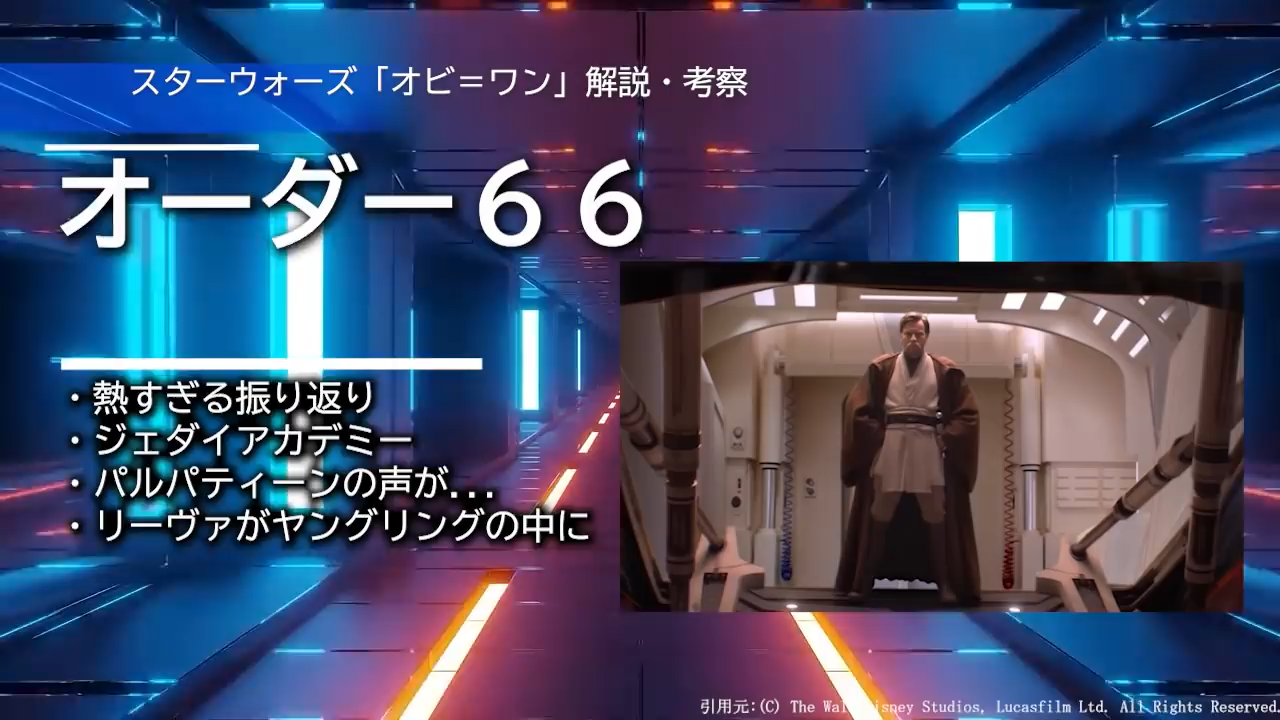 スターウォーズ「オビ＝ワン」解説・考察
オーダー６６
・熱すぎる振り返り
・ジェダイアカデミー
・パルパティーンの声が...
・リーヴァがヤングリングの中に
引用元:(C) The Walt Disney Studios, Lucasfilm Ltd. All Rights Reserved.